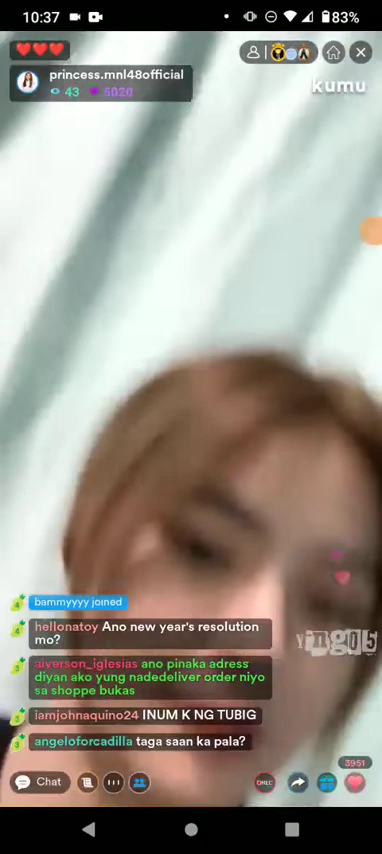 10:37
83%
princess.mnl48official
43 5020
kumu
bammyyyy joined
hellonatoy Ano new year's resolution
mo?
aiverson_iglesias ano pinaka adress
diyan ako yung nadedeliver order niyo
sa shoppe bukas
YingO5
iamjohnaquino24 INUM K NG TUBIG
angeloforcadilla taga saan ka pala?
3951
Chat